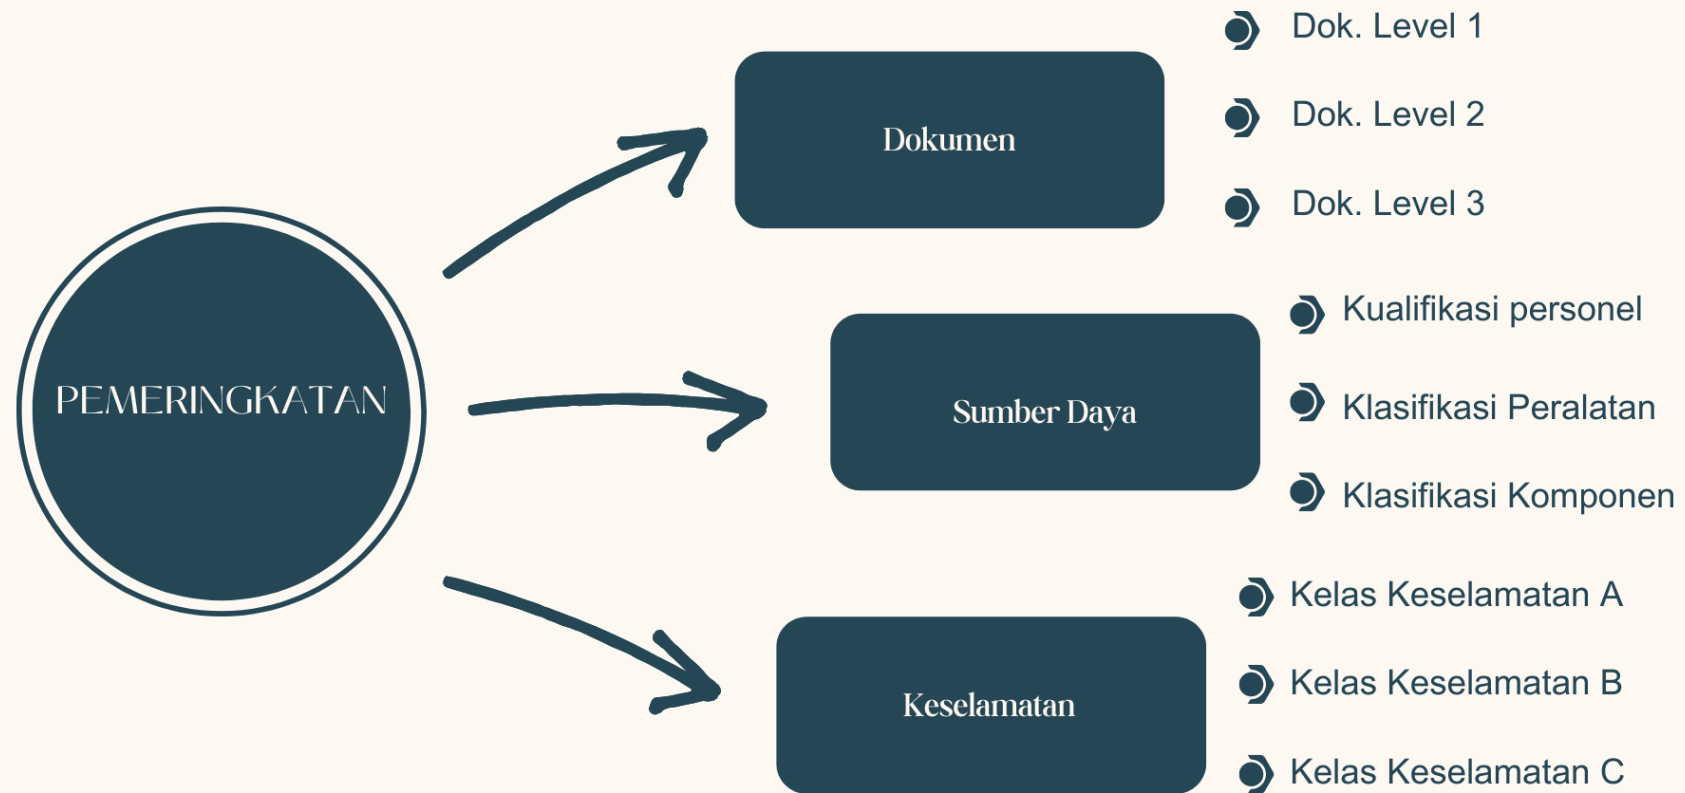 PEMERINGKATAN
Dokumen
Dok. Level 1
Dok. Level 2
Dok. Level 3
Sumber Daya
Kualifikasi personel
Klasifikasi Peralatan
Klasifikasi Komponen
Keselamatan
Kelas Keselamatan A
Kelas Keselamatan B
Kelas Keselamatan C